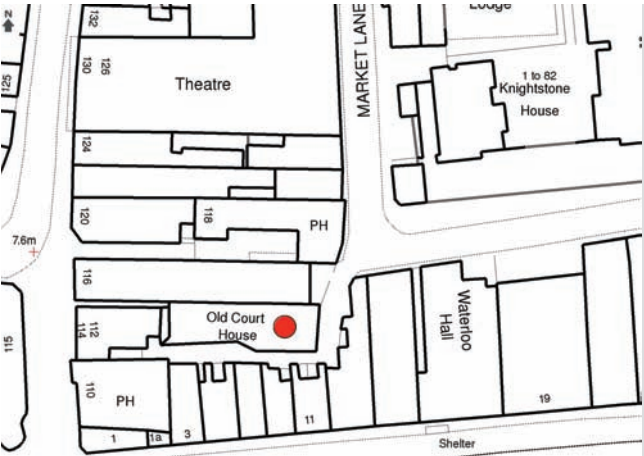 N
132
MARKET LANE
Lodge
130
126
Theatre
1 to 82
Knightstone
House
125
124
120
118
PH
7.6m
116
Old Court
House
112
114
Waterloo
Hall
115
110
PH
1
1a
3
11
19
Shelter